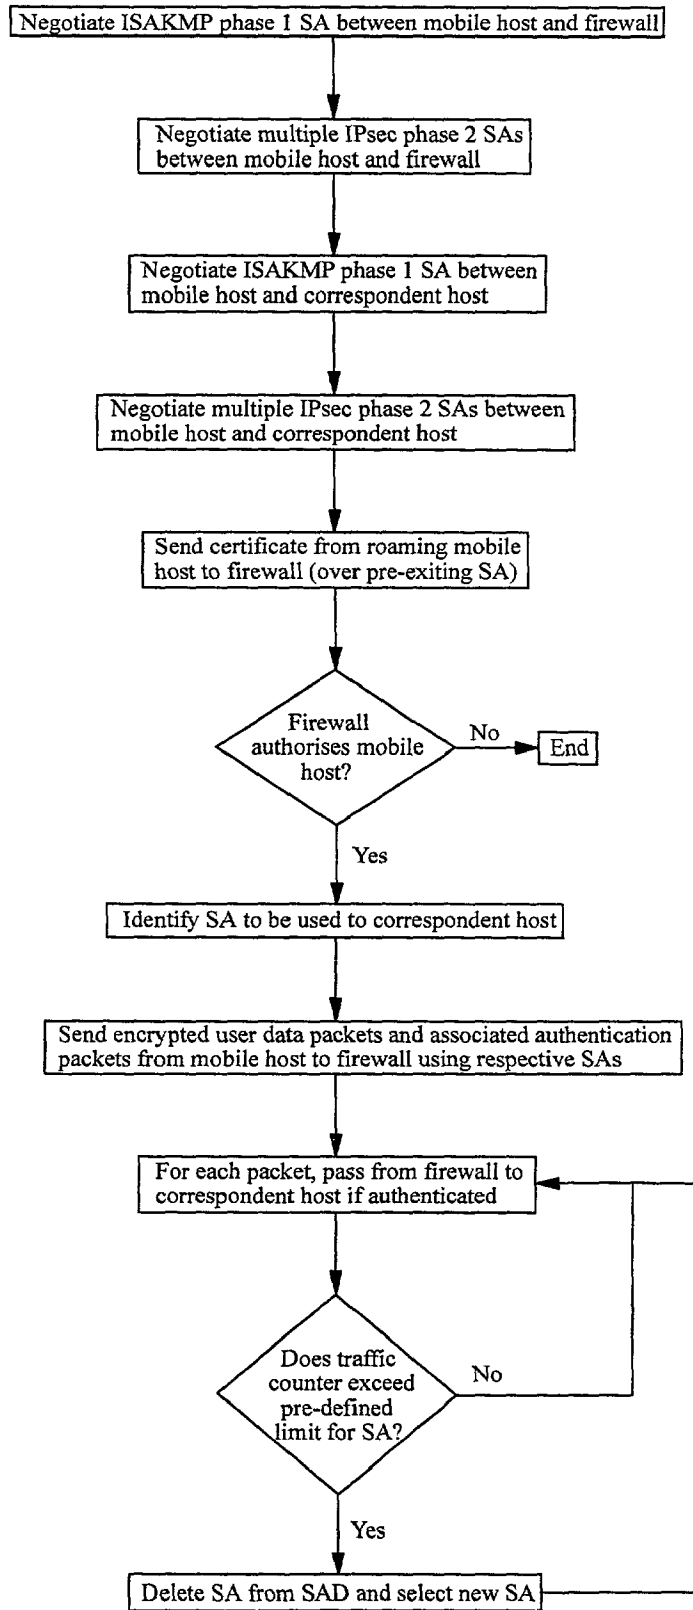 Negotiate ISAKMP phase 1 SA between mobile host and firewall
Negotiate multiple IPsec phase 2 SAs
between mobile host and firewall
Negotiate ISAKMP phase 1 SA between
mobile host and correspondent host
Negotiate multiple IPsec phase 2 SAs between
mobile host and correspondent host
Send certificate from roaming mobile
host to firewall (over pre-exiting SA)
Firewall
authorises mobile
host?
No
End
Yes
Identify SA to be used to correspondent host
Send encrypted user data packets and associated authentication
packets from mobile host to firewall using respective SAs
For each packet, pass from firewall to
correspondent host if authenticated
Does traffic
counter exceed
pre-defined
limit for SA?
No
Yes
Delete SA from SAD and select new SA